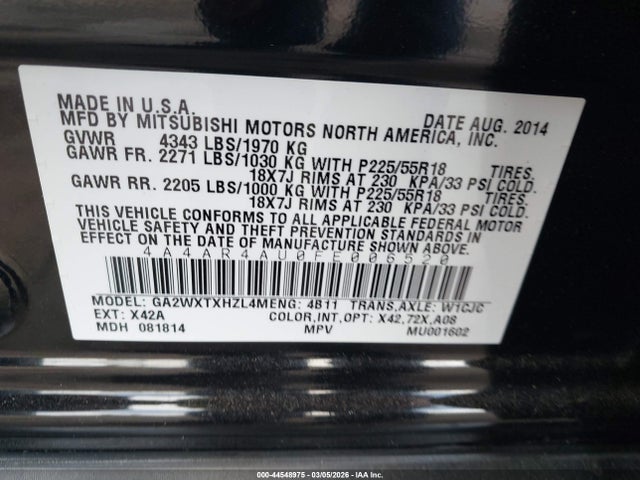 MADE IN U.S.A. DATE AUG. 2014
MFD BY MITSUBISHI MOTORS NORTH AMERICA, INC.
GVWR 4343 LBS/1970 KG
GAWR FR. 2271 LBS/1030 KG WITH P225/55R18 TIRES.
18X7J RIMS AT 230 KPA/33 PSI COLD.
GAWR RR. 2205 LBS/1000 KG WITH P225/55R18 TIRES.
18X7J RIMS AT 230 KPA/33 PSI COLD.
THIS VEHICLE CONFORMS TO ALL APPLICABLE FEDERAL MOTOR
VEHICLE SAFETY AND THEFT PREVENTION STANDARDS IN
EFFECT ON THE DATE OF MANUFACTURE SHOWN ABOVE.
4A4AR4AU0FE006520
MODEL: GA2WXTXHZL4MENG: 4B11 TRANS,AXLE: W1CJC
EXT: X42A COLOR,INT,OPT: X42,72X,A08
MDH 081814 MPV MU001602
000-44548975 - 03/05/2026 - IAA Inc.